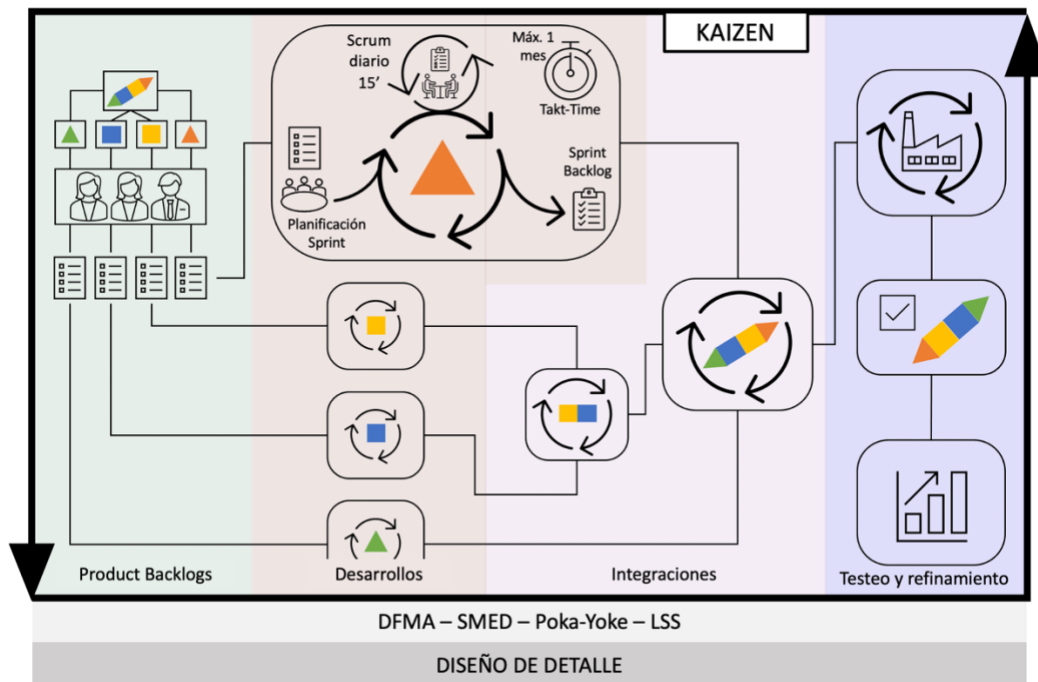 KAIZEN
Scrum
diario
15’
Máx. 1
mes
Takt-Time
Planificación
Sprint
Sprint
Backlog
Product Backlogs
Desarrollos
Integraciones
Testeo y refinamiento
DFMA – SMED – Poka-Yoke – LSS
DISEÑO DE DETALLE